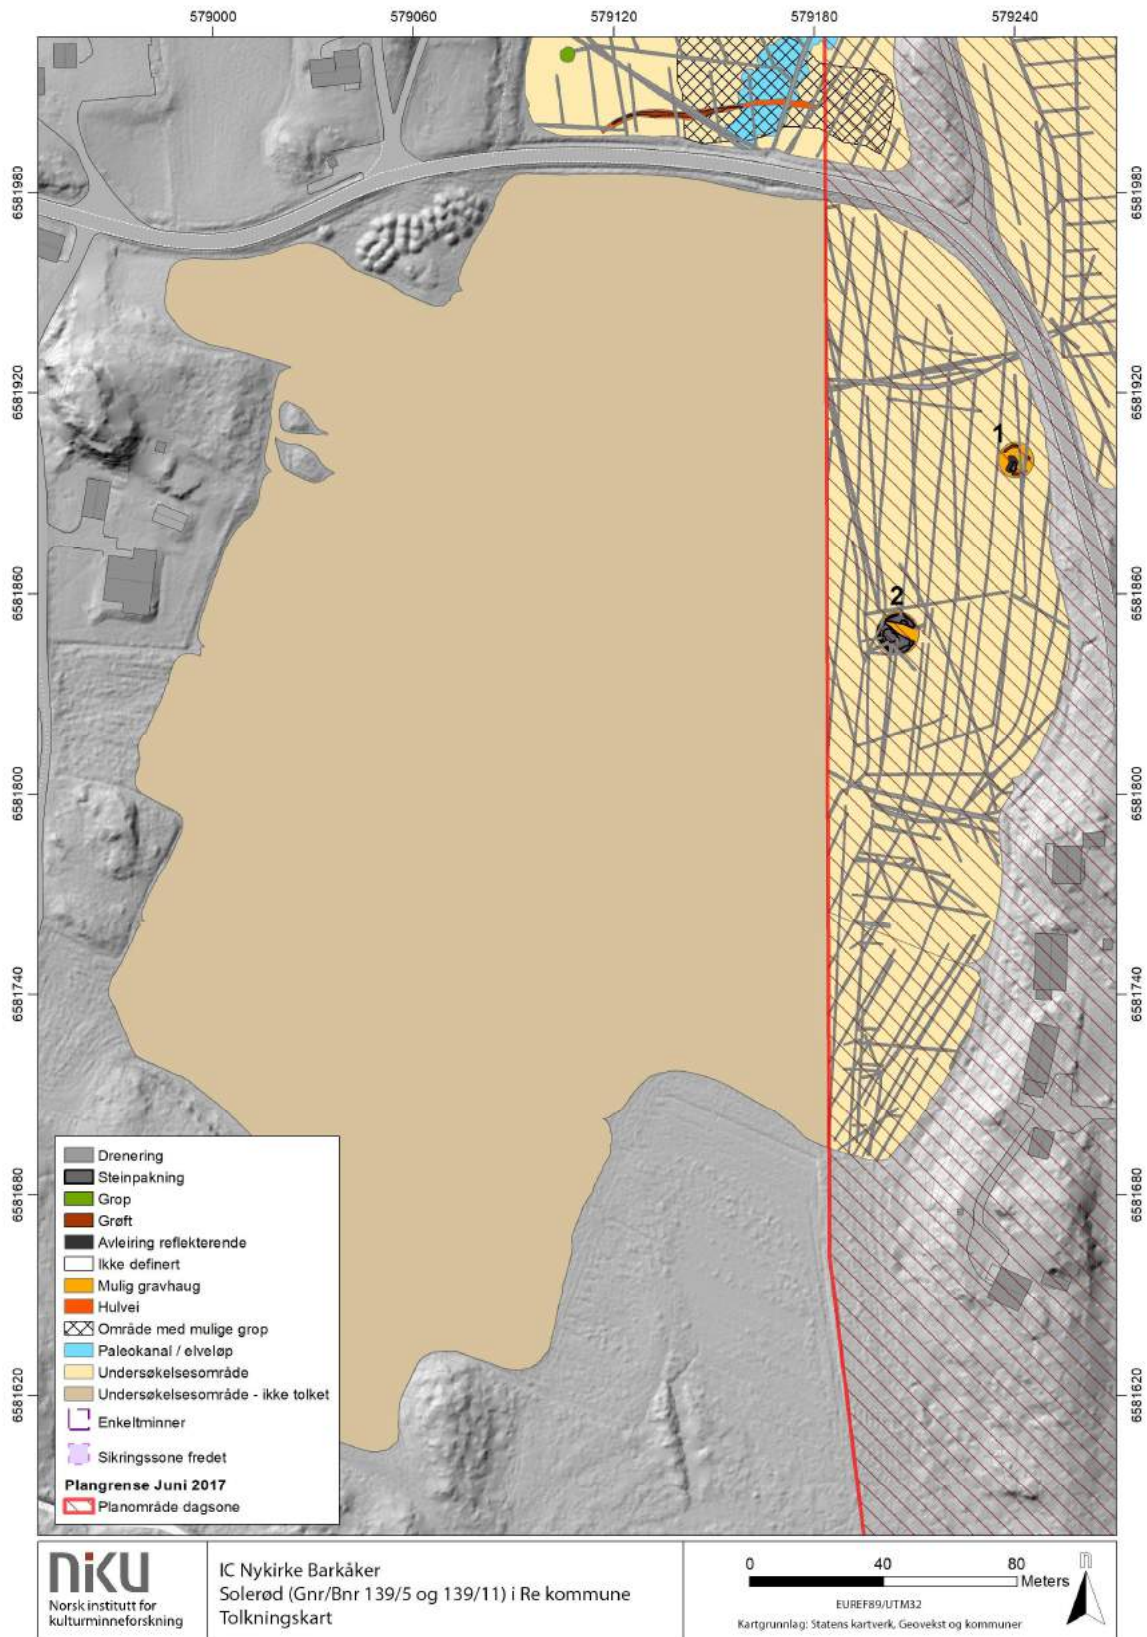 579000 579060 579120 579180 579240
6581980 6581980
6581920 6581920
1
6581860 6581860
2
6581800 6581800
6581740 6581740
6581680 6581680
6581620 6581620
Drenering
Steinpakning
Grop
Grøft
Avleiring reflekterende
Ikke definert
Mulig gravhaug
Hulvei
Område med mulige grop
Paleokanal / elveløp
Undersøkelsesområde
Undersøkelsesområde - ikke tolket
Enkeltminner
Sikringssone fredet
Plangrense Juni 2017
Planområde dagsone
niKU
Norsk institutt for
kulturminneforskning
IC Nykirke Barkåker
Solerød (Gnr/Bnr 139/5 og 139/11) i Re kommune
Tolkningskart
0 40 80
Meters
EUREF89/UTM32
Kartgrunnlag: Statens kartverk, Geovekst og kommuner
n